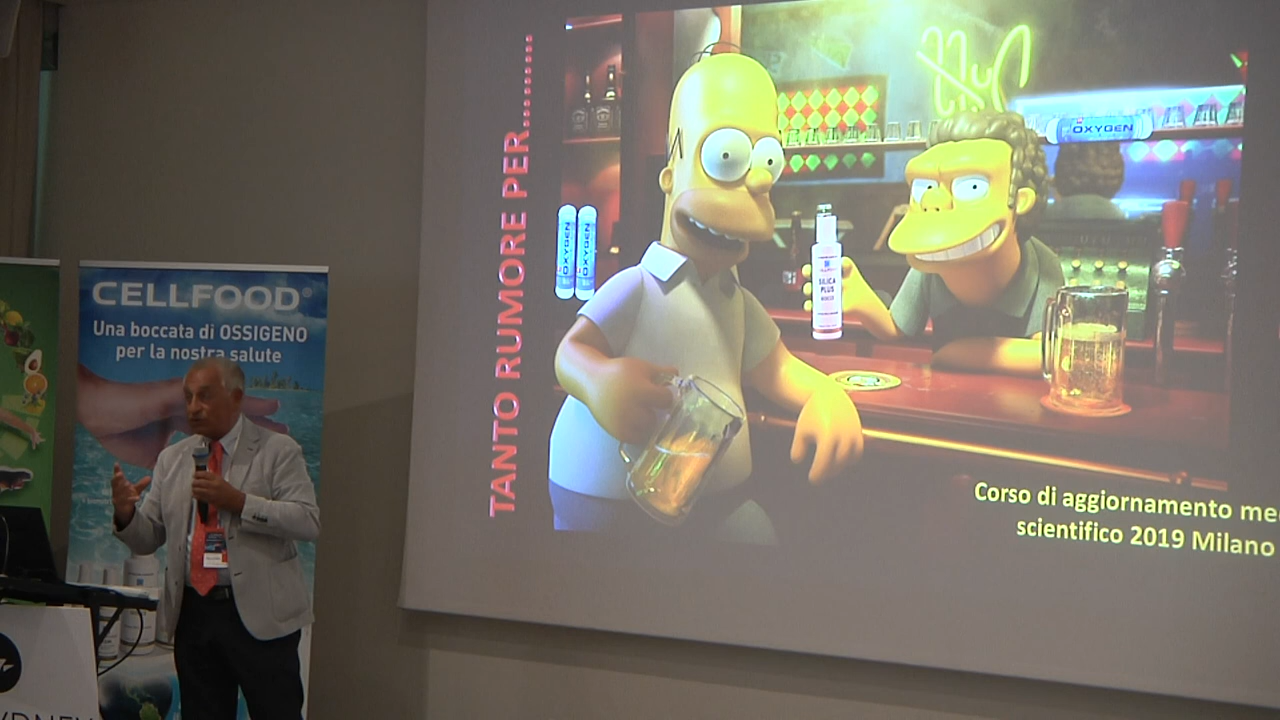 CELLFOOD®
Una boccata di OSSIGENO
per la nostra salute
TANTO RUMORE PER..........
OXYGEN
OXYGEN
OXYGEN
SILICA
PLUS
Corso di aggiornamento me
scientifico 2019 Milano